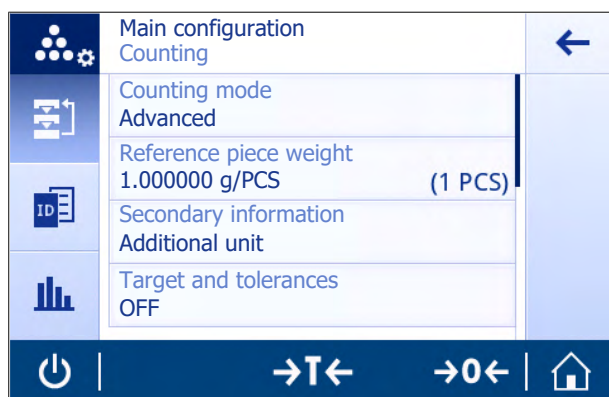 Main configuration
Counting
Counting mode
Advanced
Reference piece weight
1.000000 g/PCS (1 PCS)
ID
Secondary information
Additional unit
Target and tolerances
OFF
→T← →0←